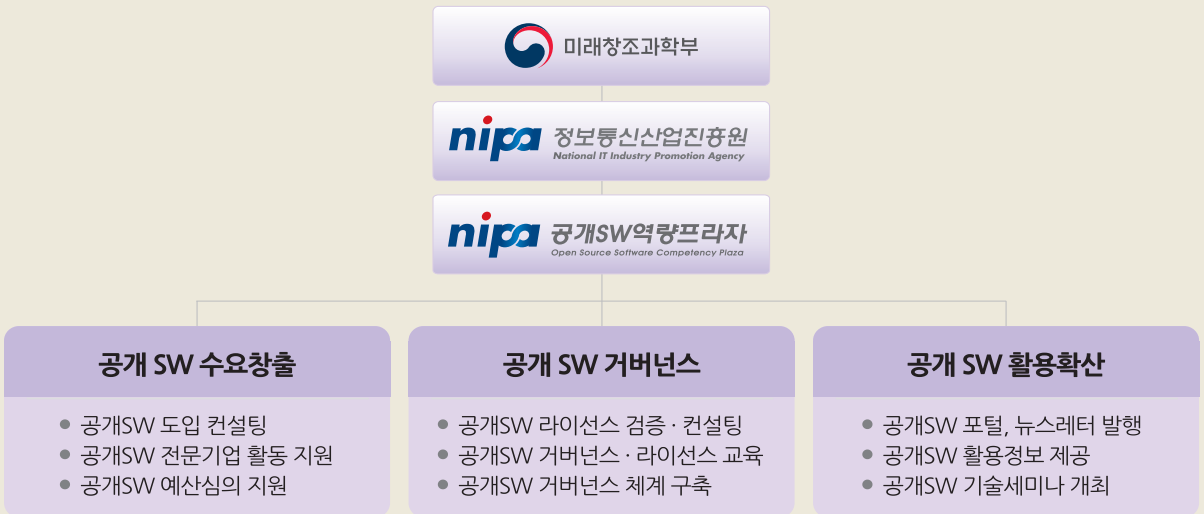 미래창조과학부
nipa 정보통신산업진흥원
National IT Industry Promotion Agency
nipa 공개SW역량프라자
Open Source Software Competency Plaza
공개 SW 수요창출
● 공개SW 도입 컨설팅
● 공개SW 전문기업 활동 지원
● 공개SW 예산심의 지원
공개 SW 거버넌스
● 공개SW 라이선스 검증 · 컨설팅
● 공개SW 거버넌스 · 라이선스 교육
● 공개SW 거버넌스 체계 구축
공개 SW 활용확산
● 공개SW 포털, 뉴스레터 발행
● 공개SW 활용정보 제공
● 공개SW 기술세미나 개최